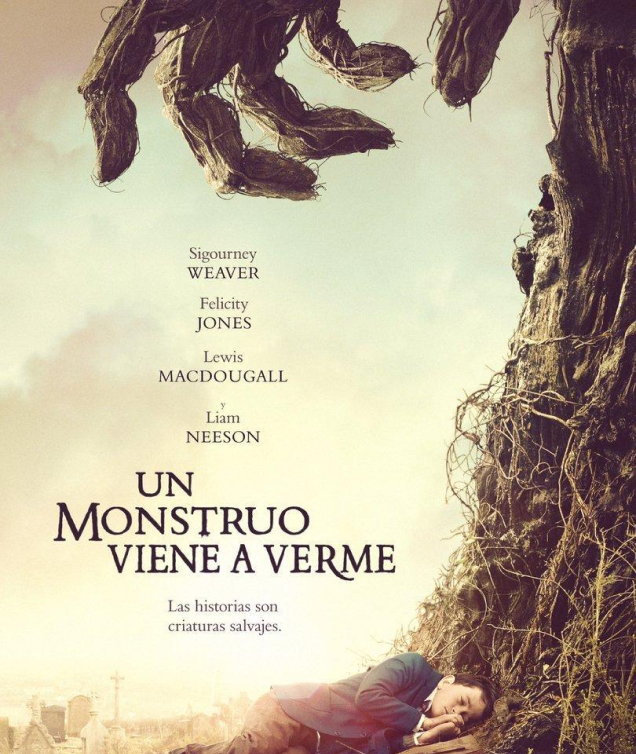 Sigourney
WEAVER
Felicity
JONES
Lewis
MACDOUGALL
y
Liam
NEESON
UN
MONSTRUO
VIENE A VERME
Las historias son
criaturas salvajes.